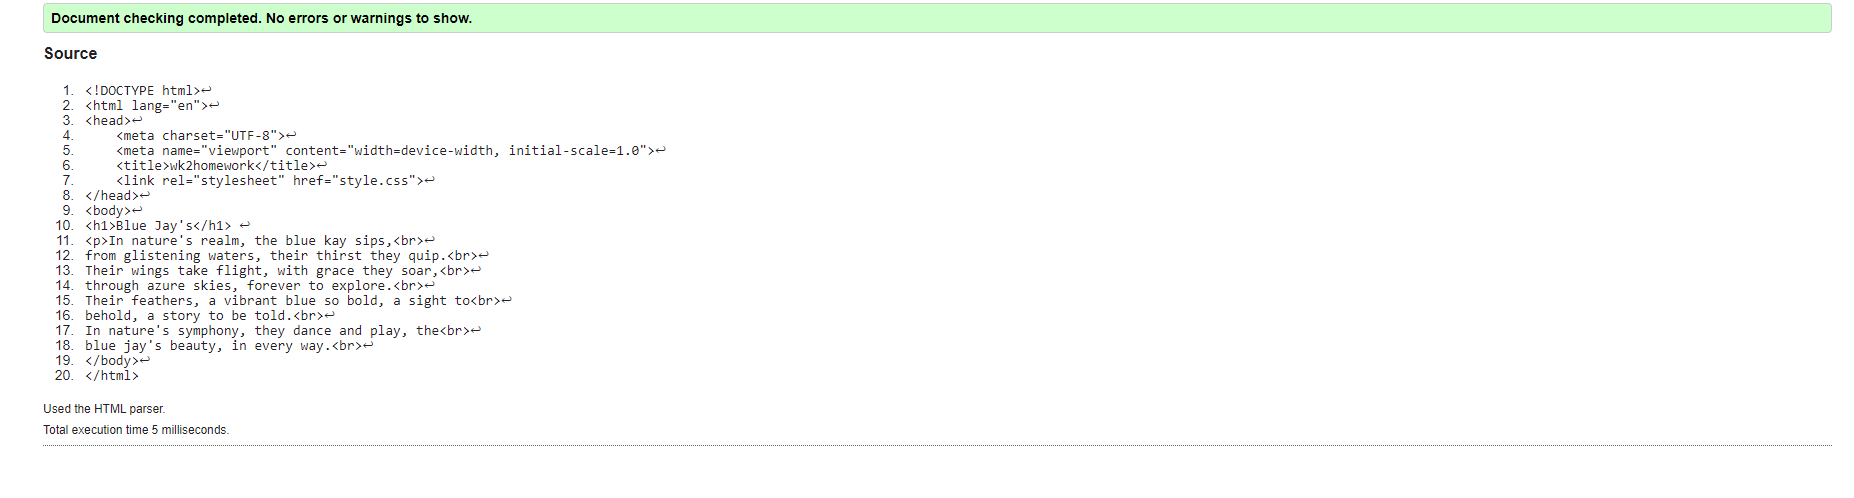 Document checking completed. No errors or warnings to show.
Source
1. <!DOCTYPE html>↩
2. <html lang="en">↩
3. <head>↩
4.     <meta charset="UTF-8">↩
5.     <meta name="viewport" content="width=device-width, initial-scale=1.0">↩
6.     <title>wk2homework</title>↩
7.     <link rel="stylesheet" href="style.css">↩
8. </head>↩
9. <body>↩
10. <h1>Blue Jay's</h1> ↩
11. <p>In nature's realm, the blue kay sips,<br>↩
12. from glistening waters, their thirst they quip.<br>↩
13. Their wings take flight, with grace they soar,<br>↩
14. through azure skies, forever to explore.<br>↩
15. Their feathers, a vibrant blue so bold, a sight to<br>↩
16. behold, a story to be told.<br>↩
17. In nature's symphony, they dance and play, the<br>↩
18. blue jay's beauty, in every way.<br>↩
19. </body>↩
20. </html>
Used the HTML parser.
Total execution time 5 milliseconds.